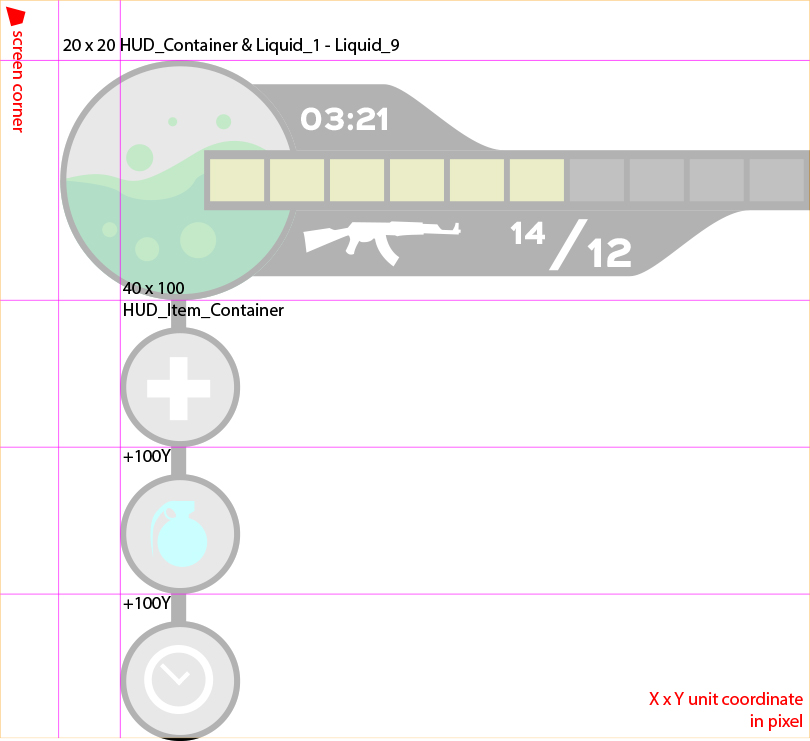 screen corner
20 x 20 HUD_Container & Liquid_1 - Liquid_9
03:21
14/12
40 x 100
HUD_Item_Container
+100Y
+100Y
X x Y unit coordinate
in pixel